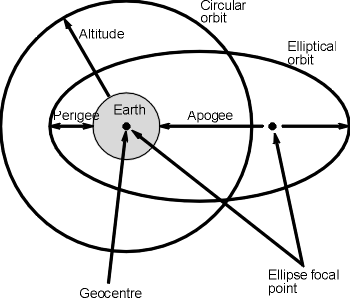 Circular
orbit
Altitude
Elliptical
orbit
Perigee
Earth
Apogee
Ellipse focal
point
Geocentre